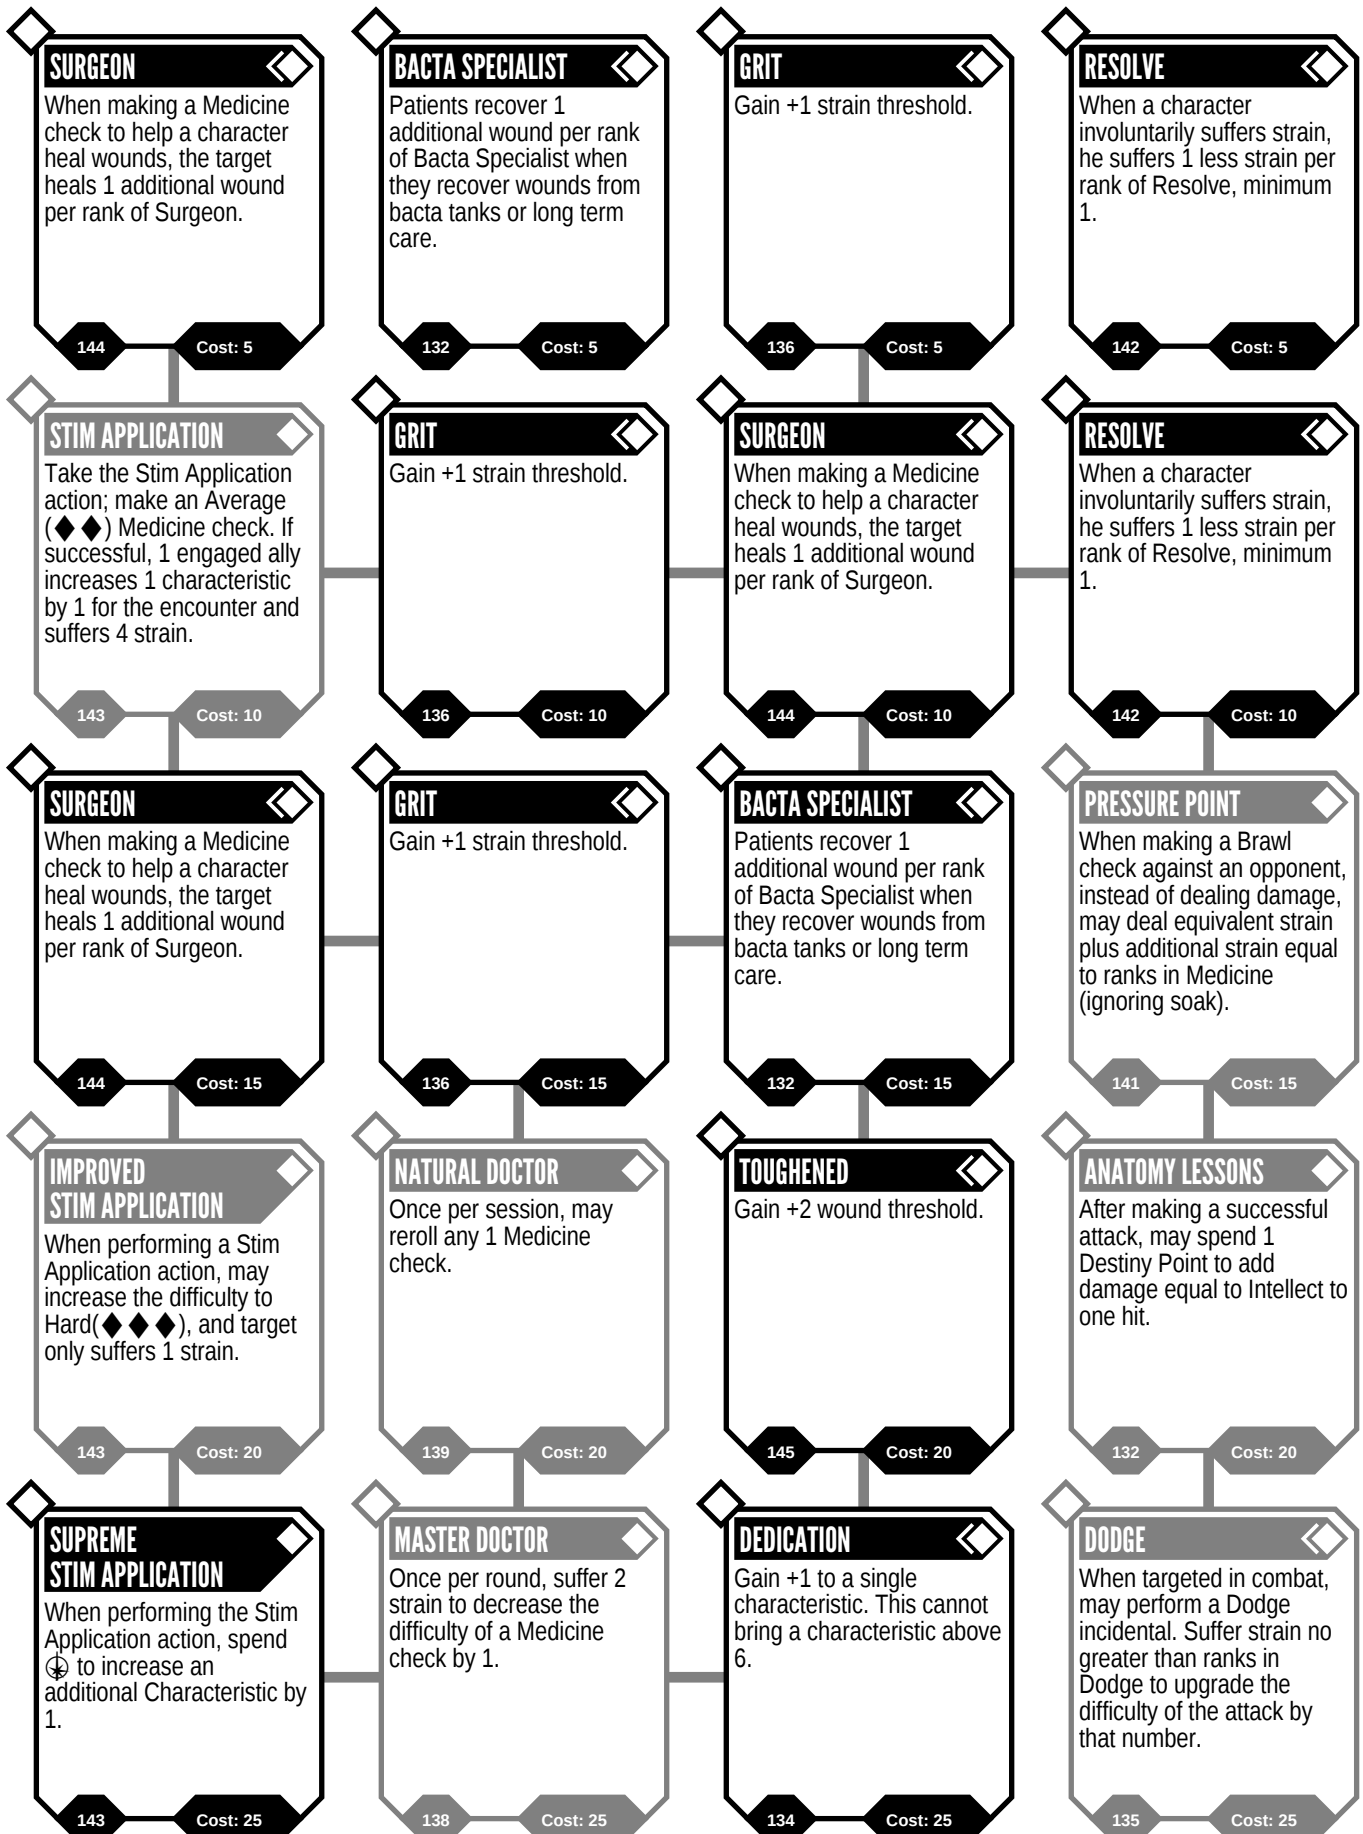 SURGEON
When making a Medicine
check to help a character
heal wounds, the target
heals 1 additional wound
per rank of Surgeon.
144
Cost: 5
BACTA SPECIALIST
Patients recover 1
additional wound per rank
of Bacta Specialist when
they recover wounds from
bacta tanks or long term
care.
132
Cost: 5
GRIT
Gain +1 strain threshold.
136
Cost: 5
RESOLVE
When a character
involuntarily suffers strain,
he suffers 1 less strain per
rank of Resolve, minimum
1.
142
Cost: 5
STIM APPLICATION
Take the Stim Application
action; make an Average
(♦ ♦) Medicine check. If
successful, 1 engaged ally
increases 1 characteristic
by 1 for the encounter and
suffers 4 strain.
143
Cost: 10
GRIT
Gain +1 strain threshold.
136
Cost: 10
SURGEON
When making a Medicine
check to help a character
heal wounds, the target
heals 1 additional wound
per rank of Surgeon.
144
Cost: 10
RESOLVE
When a character
involuntarily suffers strain,
he suffers 1 less strain per
rank of Resolve, minimum
1.
142
Cost: 10
SURGEON
When making a Medicine
check to help a character
heal wounds, the target
heals 1 additional wound
per rank of Surgeon.
144
Cost: 15
GRIT
Gain +1 strain threshold.
136
Cost: 15
BACTA SPECIALIST
Patients recover 1
additional wound per rank
of Bacta Specialist when
they recover wounds from
bacta tanks or long term
care.
132
Cost: 15
PRESSURE POINT
When making a Brawl
check against an opponent,
instead of dealing damage,
may deal equivalent strain
plus additional strain equal
to ranks in Medicine
(ignoring soak).
141
Cost: 15
IMPROVED
STIM APPLICATION
When performing a Stim
Application action, may
increase the difficulty to
Hard(♦ ♦ ♦), and target
only suffers 1 strain.
143
Cost: 20
NATURAL DOCTOR
Once per session, may
reroll any 1 Medicine
check.
139
Cost: 20
TOUGHENED
Gain +2 wound threshold.
145
Cost: 20
ANATOMY LESSONS
After making a successful
attack, may spend 1
Destiny Point to add
damage equal to Intellect to
one hit.
132
Cost: 20
SUPREME
STIM APPLICATION
When performing the Stim
Application action, spend
to increase an
additional Characteristic by
1.
143
Cost: 25
MASTER DOCTOR
Once per round, suffer 2
strain to decrease the
difficulty of a Medicine
check by 1.
138
Cost: 25
DEDICATION
Gain +1 to a single
characteristic. This cannot
bring a characteristic above
6.
134
Cost: 25
DODGE
When targeted in combat,
may perform a Dodge
incidental. Suffer strain no
greater than ranks in
Dodge to upgrade the
difficulty of the attack by
that number.
135
Cost: 25